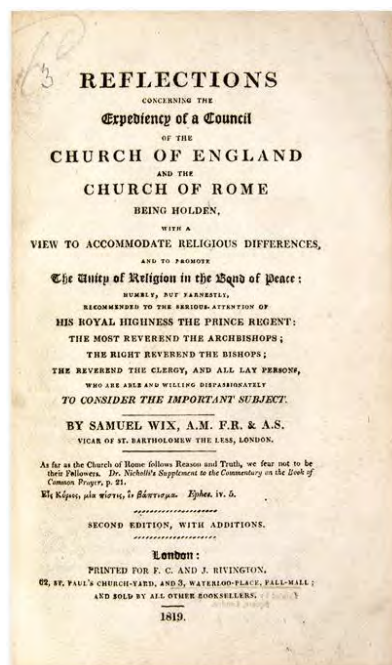 3
REFLECTIONS
CONCERNING THE
Expediency of a Council
OF THE
CHURCH OF ENGLAND
AND THE
CHURCH OF ROME
BEING HOLDEN,
WITH A
VIEW TO ACCOMMODATE RELIGIOUS DIFFERENCES,
AND TO PROMOTE
The Unity of Religion in the Bond of Peace:
HUMBLY, BUT EARNESTLY,
RECOMMENDED TO THE SERIOUS ATTENTION OF
HIS ROYAL HIGHNESS THE PRINCE REGENT:
THE MOST REVEREND THE ARCHBISHOPS;
THE RIGHT REVEREND THE BISHOPS;
THE REVEREND THE CLERGY, AND ALL LAY PERSONS,
WHO ARE ABLE AND WILLING DISPASSIONATELY
TO CONSIDER THE IMPORTANT SUBJECT.
BY SAMUEL WIX, A.M. F.R. & A.S.
VICAR OF ST. BARTHOLOMEW THE LESS, LONDON.
As far as the Church of Rome follows Reason and Truth, we fear not to be
their Followers. Dr. Nicholls's Supplement to the Commentary on the Book of
Common Prayer, p. 21.
Εἷς Κύριος, μία πίστις, ἓν βάπτισμα. Ephes. iv. 5.
SECOND EDITION, WITH ADDITIONS.
London:
PRINTED FOR F. C. AND J. RIVINGTON,
62, ST. PAUL'S CHURCH-YARD, AND 3, WATERLOO-PLACE, PALL-MALL;
AND SOLD BY ALL OTHER BOOKSELLERS.
1819.